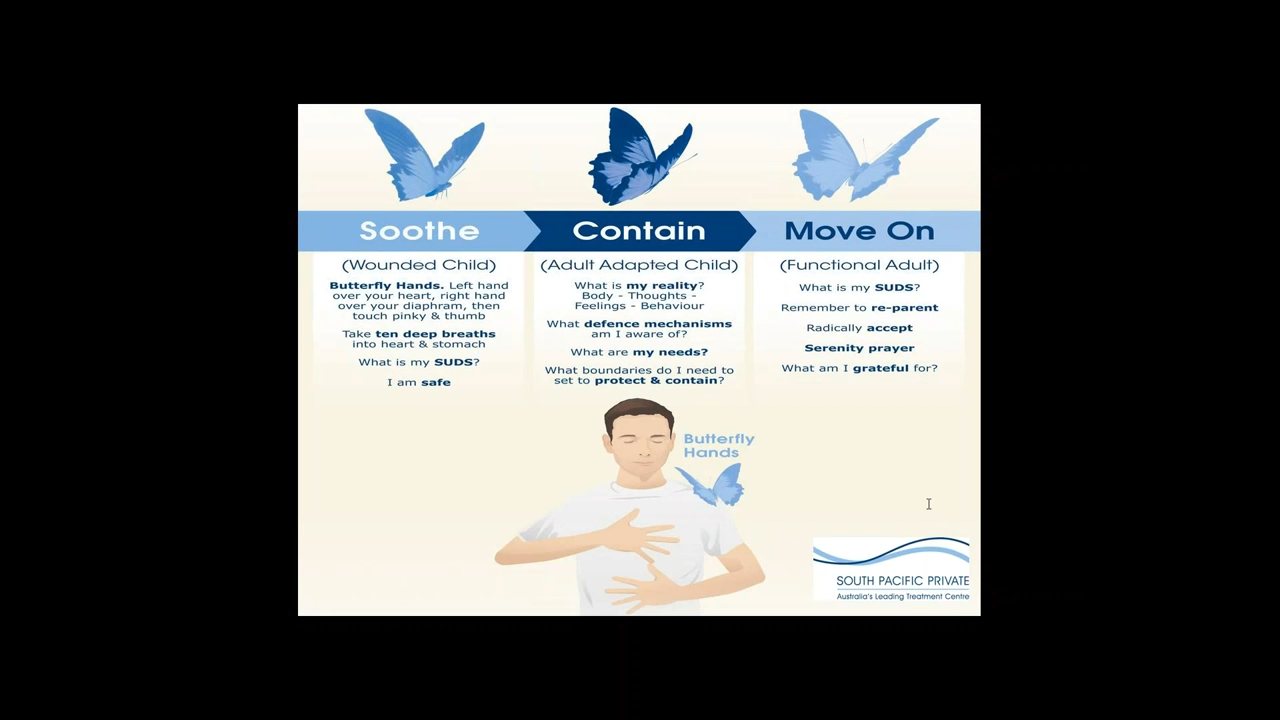 Soothe
(Wounded Child)
Butterfly Hands. Left hand
over your heart, right hand
over your diaphram, then
touch pinky & thumb
Take ten deep breaths
into heart & stomach
What is my SUDS?
I am safe
Contain
(Adult Adapted Child)
What is my reality?
Body - Thoughts -
Feelings - Behaviour
What defence mechanisms
am I aware of?
What are my needs?
What boundaries do I need to
set to protect & contain?
Move On
(Functional Adult)
What is my SUDS?
Remember to re-parent
Radically accept
Serenity prayer
What am I grateful for?
Butterfly
Hands
SOUTH PACIFIC PRIVATE
Australia's Leading Treatment Centre